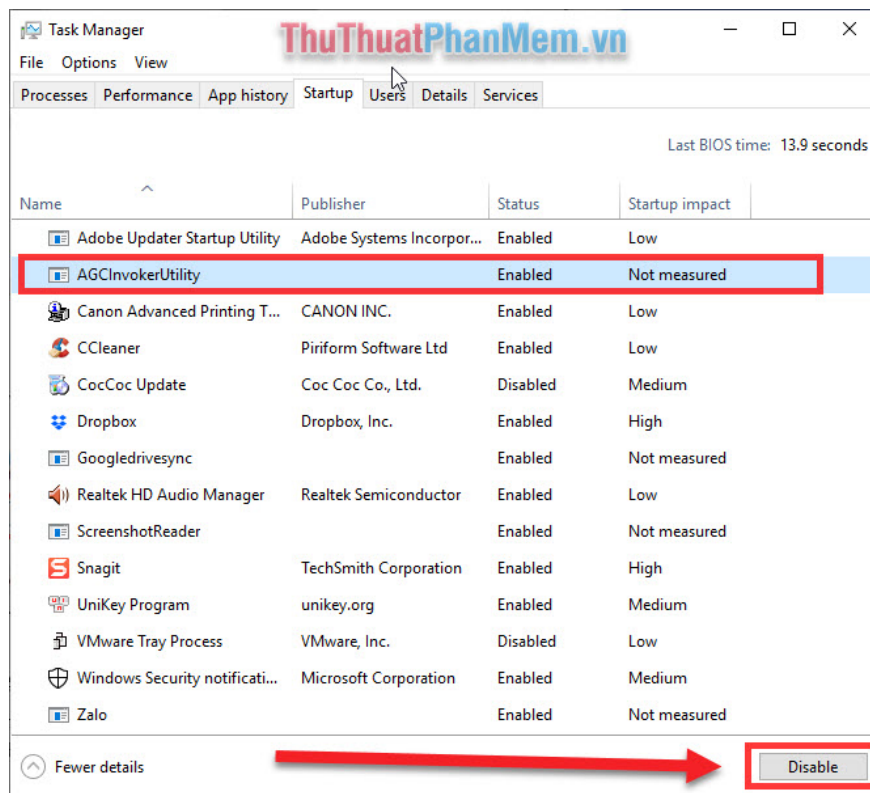 Task Manager
ThuThuatPhanMem.vn
File Options View
Processes Performance App history Startup Users Details Services
Last BIOS time: 13.9 seconds
Name Publisher Status Startup impact
Adobe Updater Startup Utility Adobe Systems Incorpor... Enabled Low
AGCInvokerUtility Enabled Not measured
Canon Advanced Printing T... CANON INC. Enabled Low
CCleaner Piriform Software Ltd Enabled Low
CocCoc Update Coc Coc Co., Ltd. Disabled Medium
Dropbox Dropbox, Inc. Enabled High
Googledrivesync Enabled Not measured
Realtek HD Audio Manager Realtek Semiconductor Enabled Low
ScreenshotReader Enabled Not measured
Snagit TechSmith Corporation Enabled High
UniKey Program unikey.org Enabled Medium
VMware Tray Process VMware, Inc. Disabled Low
Windows Security notificati... Microsoft Corporation Enabled Medium
Zalo Enabled Not measured
Fewer details Disable